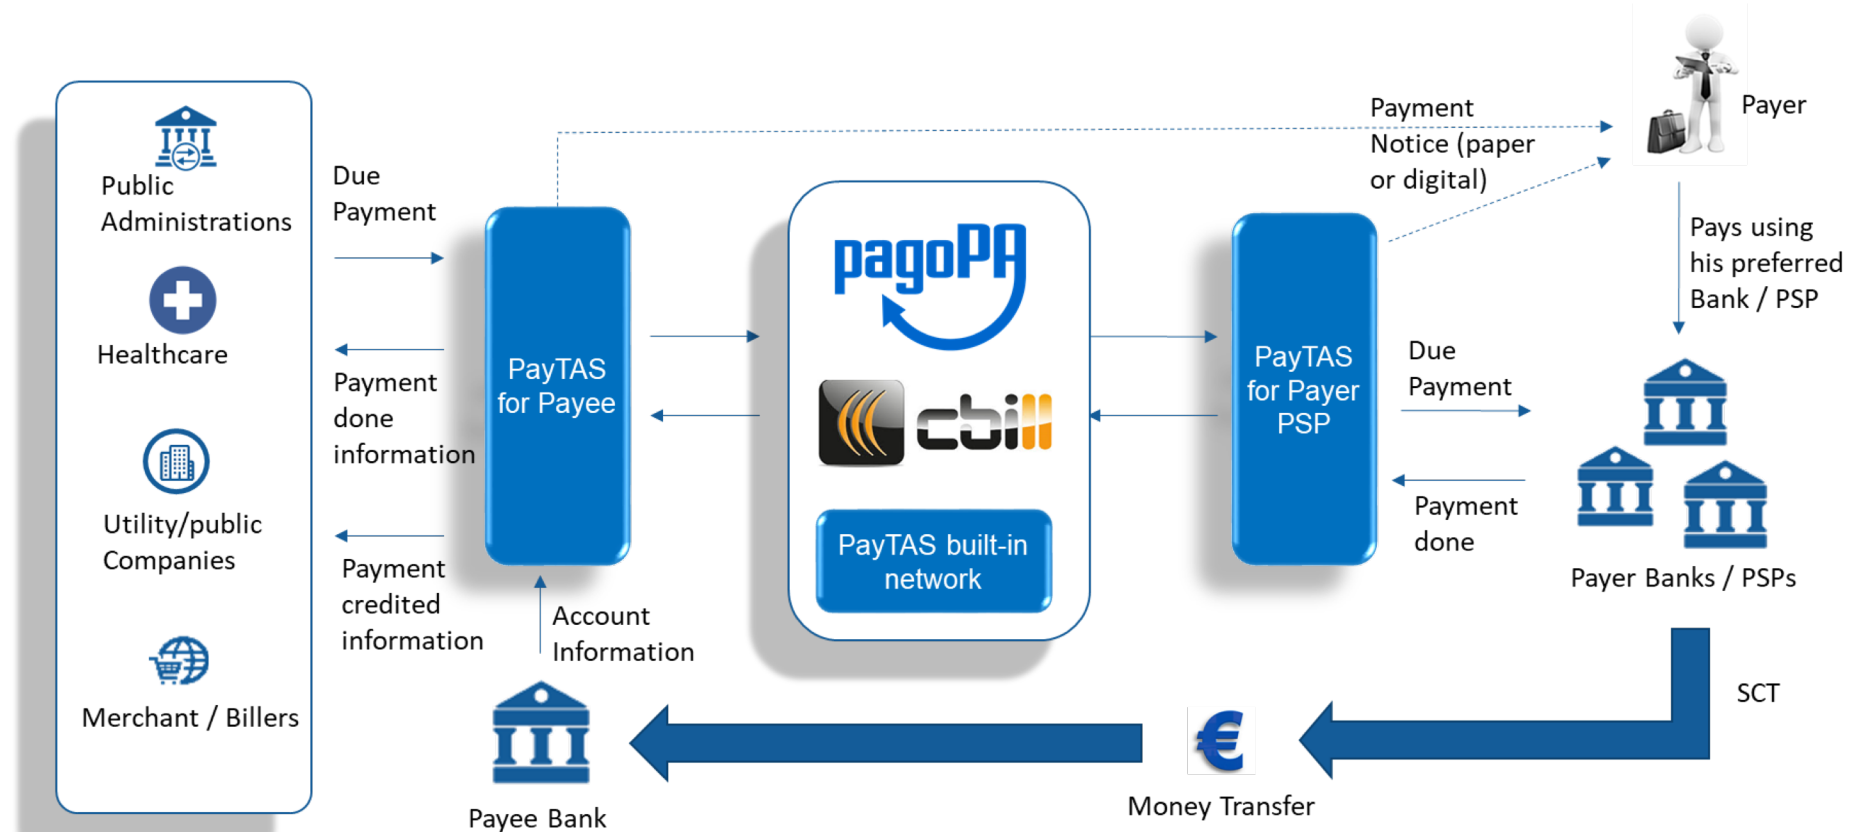 Public
Administrations
Healthcare
Utility/public
Companies
Merchant / Billers
Due
Payment
Payment
done
information
Payment
credited
information
PayTAS
for Payee
Account
Information
Payee Bank
pagoPA
cbill
PayTAS built-in
network
PayTAS
for Payer
PSP
Payment
Notice (paper
or digital)
Payer
Pays using
his preferred
Bank / PSP
Due
Payment
Payment
done
Payer Banks / PSPs
SCT
€
Money Transfer